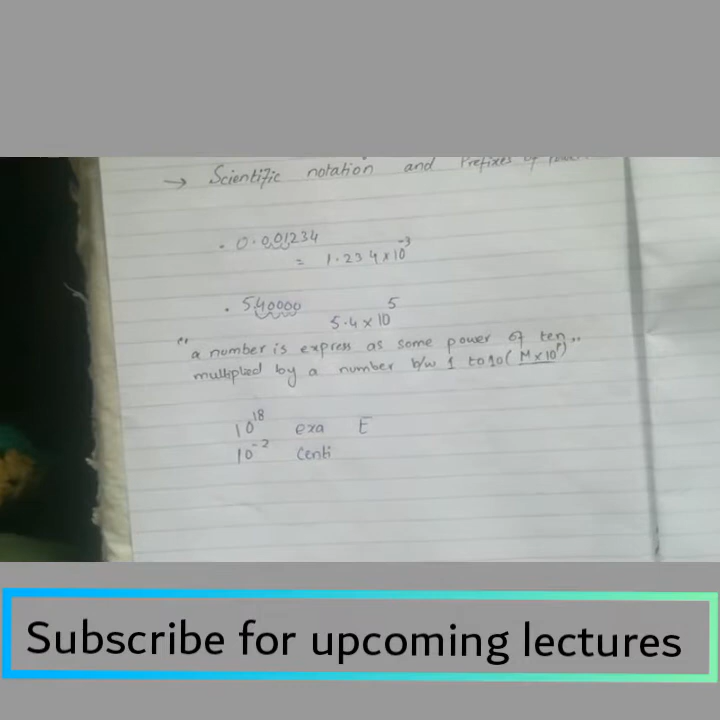 → Scientific notation and Prefixes of
. 0.001234
= 1.234 x 10⁻³
. 540000
5.4 x 10⁵
"a number is express as some power of ten"
multiplied by a number b/w 1 to 10 ( M x 10ⁿ )
10¹⁸ exa E
10⁻² Centi
Subscribe for upcoming lectures